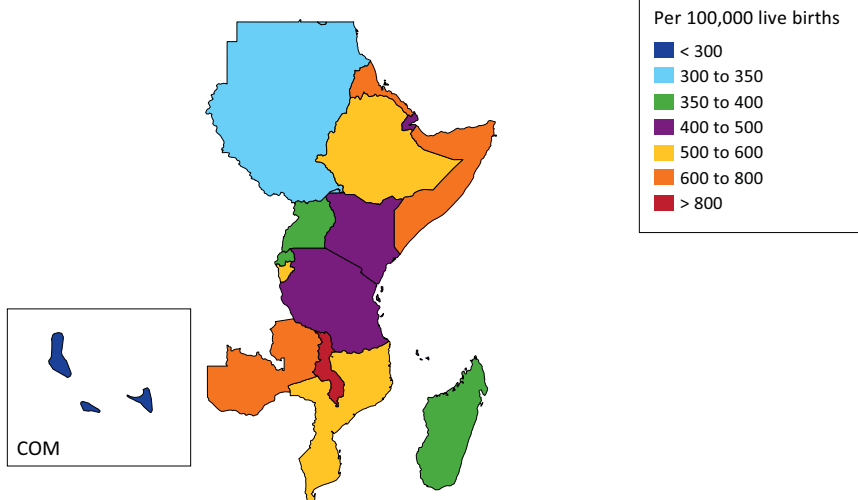 Per 100,000 live births
< 300
300 to 350
350 to 400
400 to 500
500 to 600
600 to 800
> 800
COM